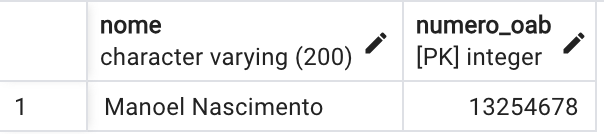 nome numero_oab
character varying (200) [PK] integer
1 Manoel Nascimento 13254678